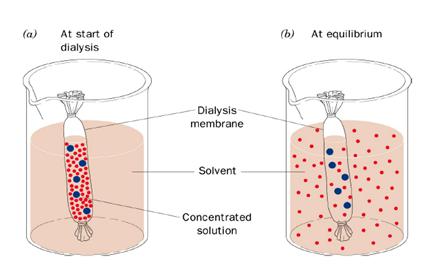 (a) At start of
dialysis
(b) At equilibrium
Dialysis
membrane
Solvent
Concentrated
solution